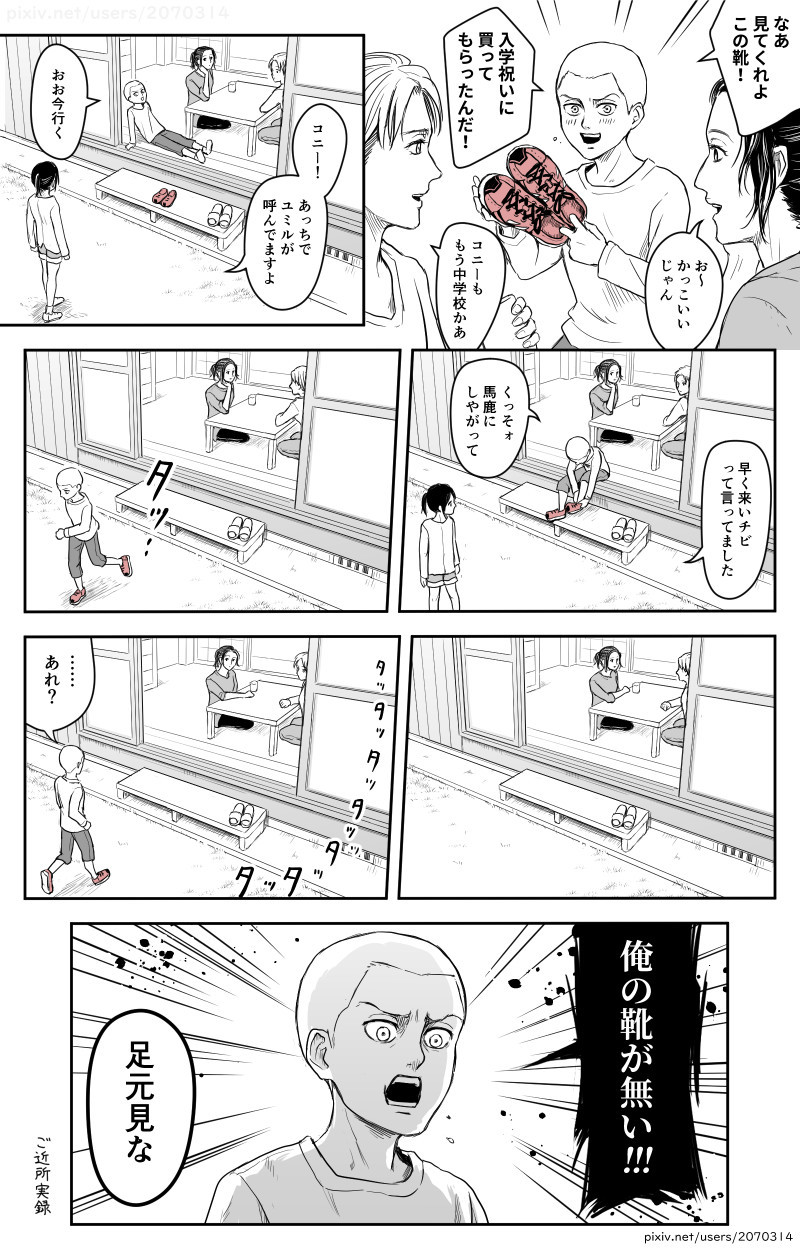 pixiv.net/users/2070314
なあ
見てくれよ
この靴！
入学祝いに
買って
もらったんだ！
お〜
かっこいい
じゃん
コニーも
もう中学校かあ
コニー！
あっちで
ユミルが
呼んでますよ
おお今行く
早く来いチビ
って言ってました
くっそォ
馬鹿に
しやがって
タッ…
タッ
タッ
タッ
タッ
タッ
タッ
……
あれ？
俺の靴が無い!!!
足元見な
ご近所実録
pixiv.net/users/2070314